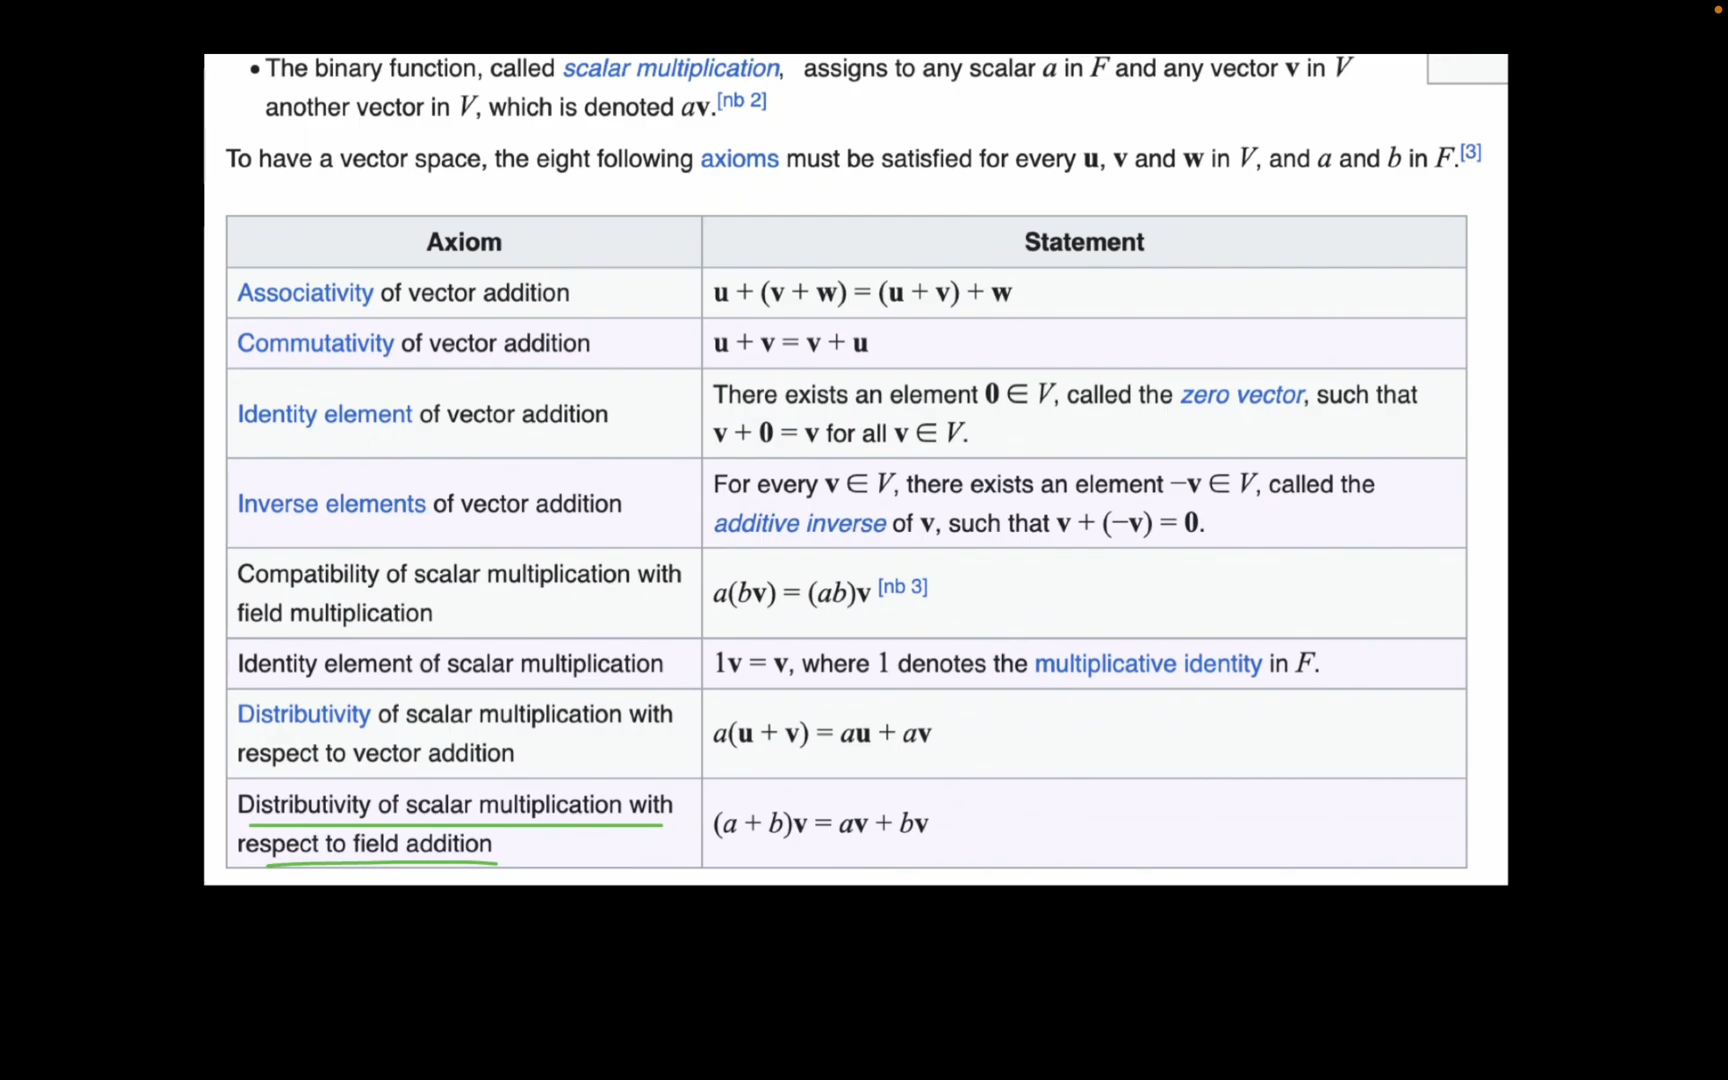 • The binary function, called scalar multiplication, assigns to any scalar a in F and any vector v in V
another vector in V, which is denoted av.[nb 2]
To have a vector space, the eight following axioms must be satisfied for every u, v and w in V, and a and b in F.[3]
Axiom
Statement
Associativity of vector addition
u + (v + w) = (u + v) + w
Commutativity of vector addition
u + v = v + u
Identity element of vector addition
There exists an element 0 ∈ V, called the zero vector, such that
v + 0 = v for all v ∈ V.
Inverse elements of vector addition
For every v ∈ V, there exists an element −v ∈ V, called the
additive inverse of v, such that v + (−v) = 0.
Compatibility of scalar multiplication with
field multiplication
a(bv) = (ab)v [nb 3]
Identity element of scalar multiplication
1v = v, where 1 denotes the multiplicative identity in F.
Distributivity of scalar multiplication with
respect to vector addition
a(u + v) = au + av
Distributivity of scalar multiplication with
respect to field addition
(a + b)v = av + bv